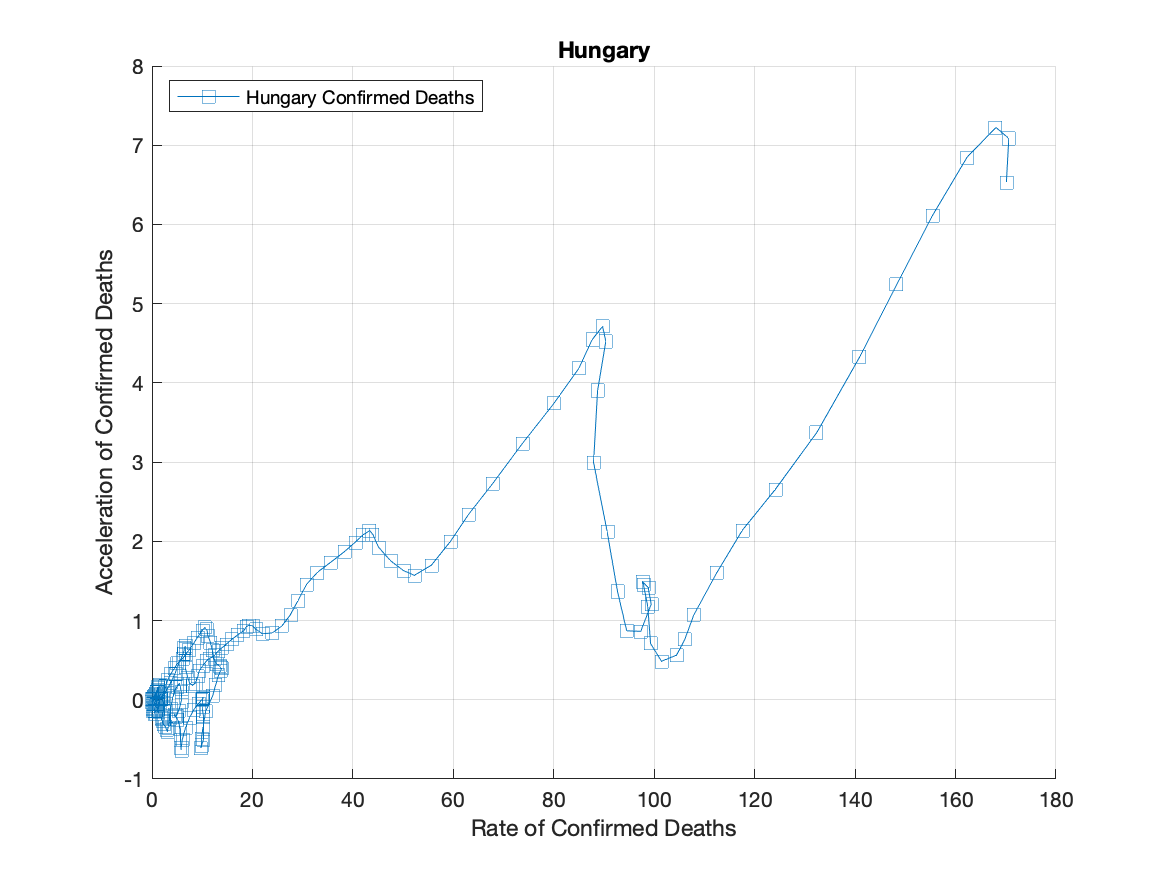 Hungary
8
Hungary Confirmed Deaths
7
6
5
4
3
2
1
0
-1
Acceleration of Confirmed Deaths
0 20 40 60 80 100 120 140 160 180
Rate of Confirmed Deaths